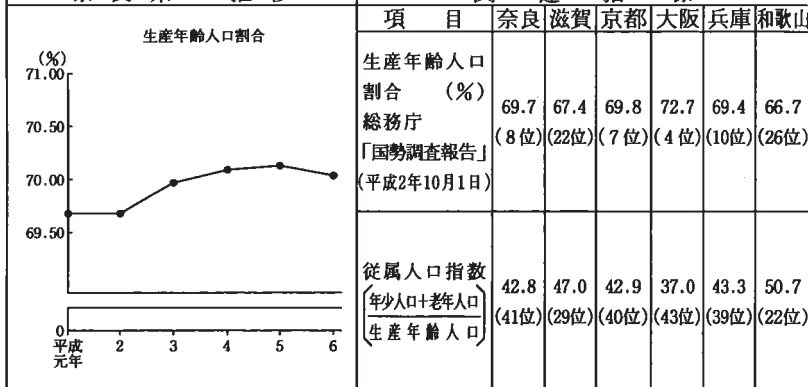 項 目 奈良 滋賀 京都 大阪 兵庫 和歌山
生産年齢人口割合
(%)
71.00
70.50
70.00
69.50
0
平成元年 2 3 4 5 6
生産年齢人口
割合 (%)
総務庁
「国勢調査報告」
(平成2年10月1日)
69.7 67.4 69.8 72.7 69.4 66.7
(8位) (22位) (7位) (4位) (10位) (26位)
従属人口指数
(年少人口+老年人口
生産年齢人口)
42.8 47.0 42.9 37.0 43.3 50.7
(41位) (29位) (40位) (43位) (39位) (22位)